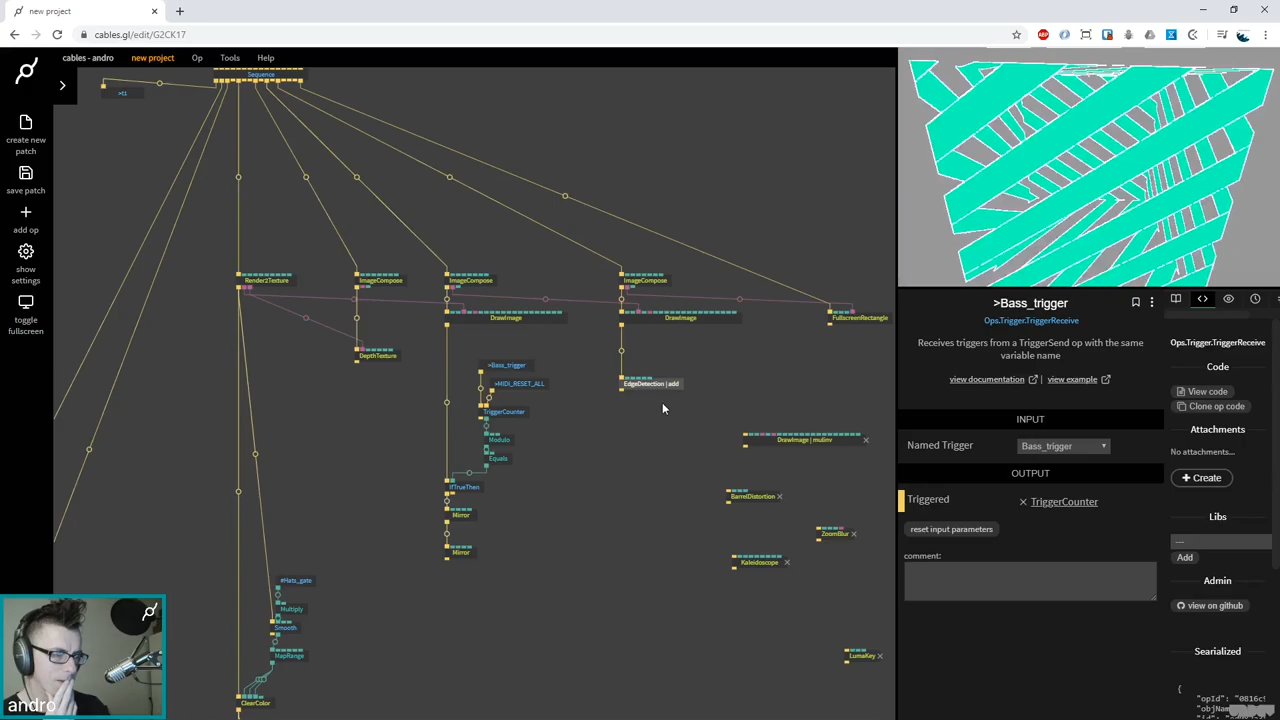 new project
cables.gl/edit/G2CK17
cables - andro
new project
Op
Tools
Help
create new
patch
save patch
add op
show
settings
toggle
fullscreen
Sequence
>t1
Render2Texture
ImageCompose
ImageCompose
ImageCompose
DrawImage
DrawImage
FullscreenRectangle
DepthTexture
>Bass_trigger
>MIDI_RESET_ALL
EdgeDetection | add
TriggerCounter
Modulo
Equals
DrawImage | mulinv
IfTrueThen
BarrelDistortion
Mirror
ZoomBlur
Mirror
Kaleidoscope
#Hats_gate
Multiply
Smooth
MapRange
LumaKey
ClearColor
andro
>Bass_trigger
Ops.Trigger.TriggerReceive
Receives triggers from a TriggerSend op with the same
variable name
view documentation
view example
INPUT
Named Trigger
Bass_trigger
OUTPUT
Triggered
TriggerCounter
reset input parameters
comment:
Ops.Trigger.TriggerReceive
Code
View code
Clone op code
Attachments
No attachments...
+ Create
Libs
---
Add
Admin
view on github
Searialized
{
"opId": "0816c9